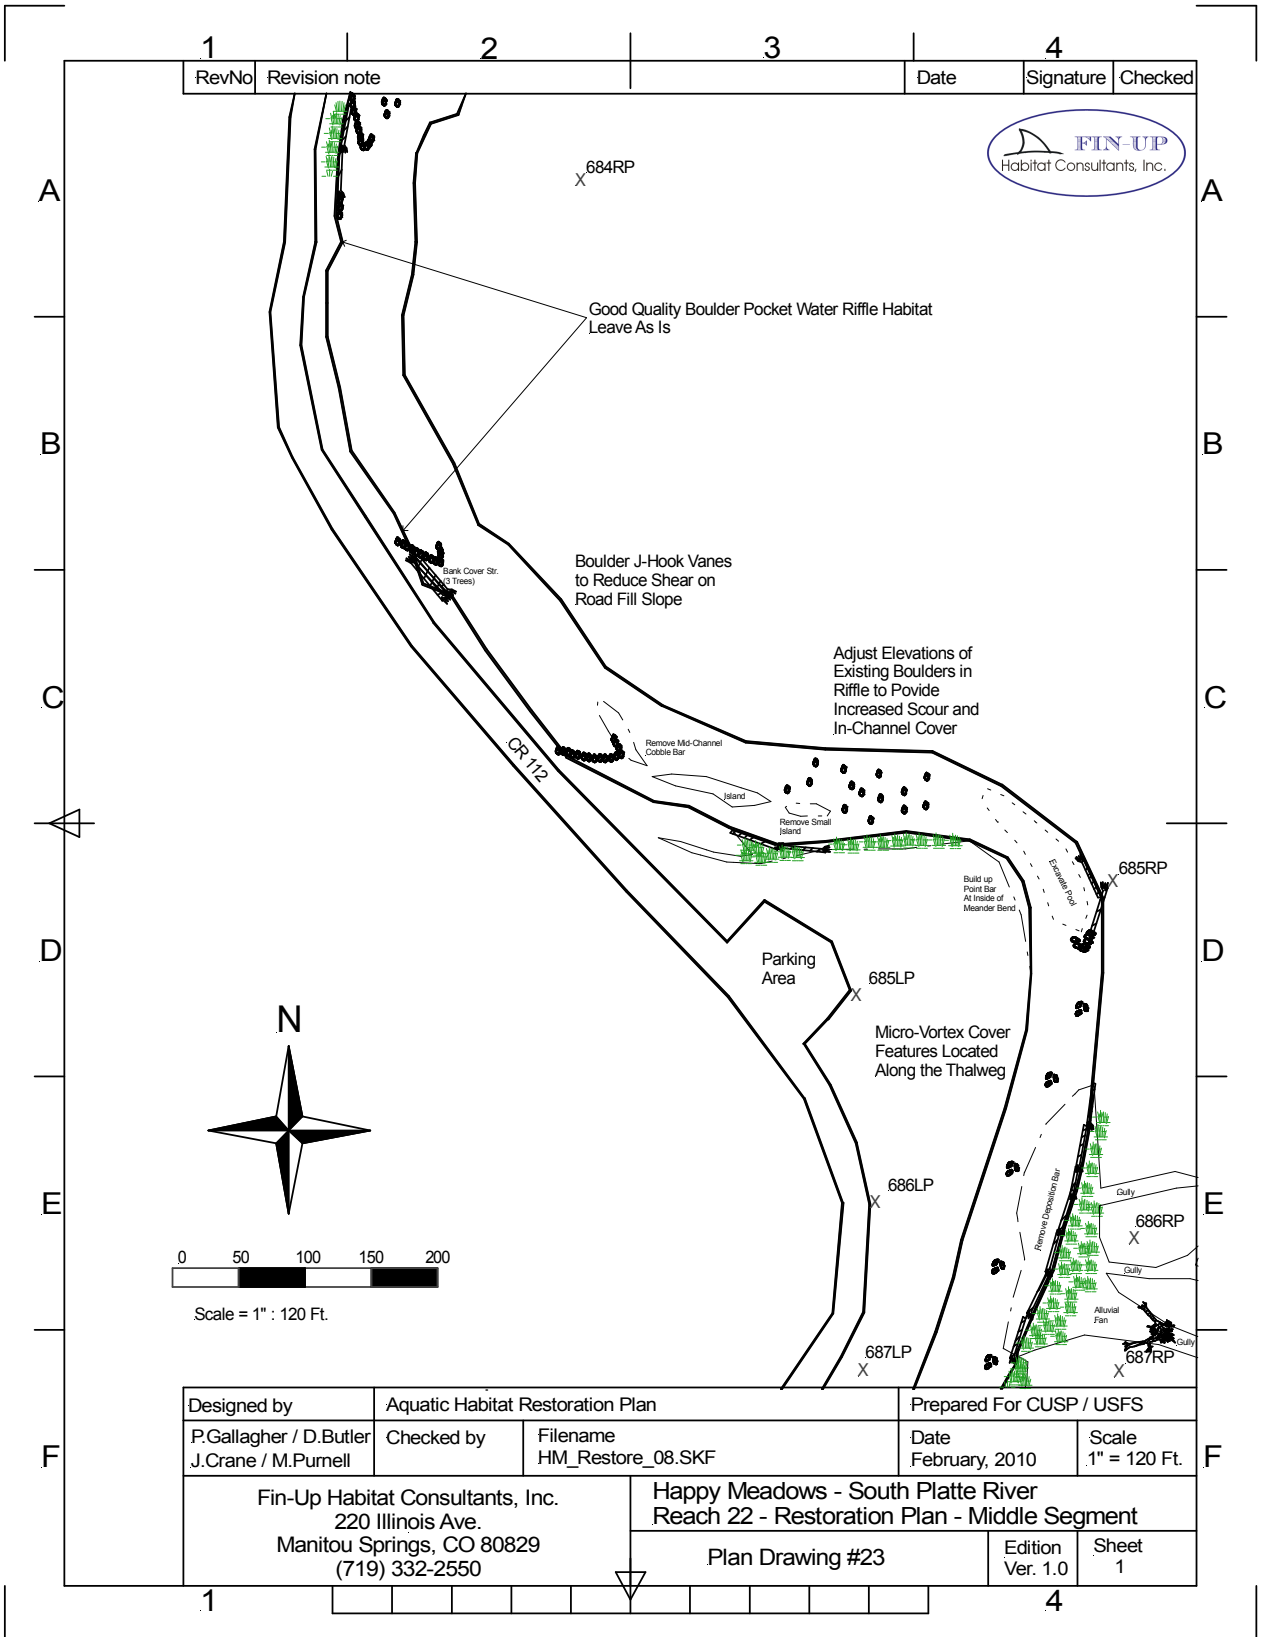 1
2
3
4
RevNo
Revision note
Date
Signature
Checked
FIN-UP
Habitat Consultants, Inc.
A
A
684RP
Good Quality Boulder Pocket Water Riffle Habitat
Leave As Is
B
B
Boulder J-Hook Vanes
to Reduce Shear on
Road Fill Slope
Bank Cover Str.
(3 Trees)
Adjust Elevations of
Existing Boulders in
Riffle to Povide
Increased Scour and
In-Channel Cover
C
C
Remove Mid-Channel
Cobble Bar
CR 112
Island
Remove Small
Island
Excavate Pool
685RP
Build up
Point Bar
At Inside of
Meander Bend
D
D
Parking
Area
685LP
Micro-Vortex Cover
Features Located
Along the Thalweg
N
Remove Deposition Bar
E
E
686LP
Gully
686RP
Gully
0 50 100 150 200
Scale = 1" : 120 Ft.
Alluvial
Fan
Gully
687LP
687RP
Designed by
Aquatic Habitat Restoration Plan
Prepared For CUSP / USFS
P.Gallagher / D.Butler
J.Crane / M.Purnell
Checked by
Filename
HM_Restore_08.SKF
Date
February, 2010
Scale
1" = 120 Ft.
F
F
Fin-Up Habitat Consultants, Inc.
220 Illinois Ave.
Manitou Springs, CO 80829
(719) 332-2550
Happy Meadows - South Platte River
Reach 22 - Restoration Plan - Middle Segment
Plan Drawing #23
Edition
Ver. 1.0
Sheet
1
1
4